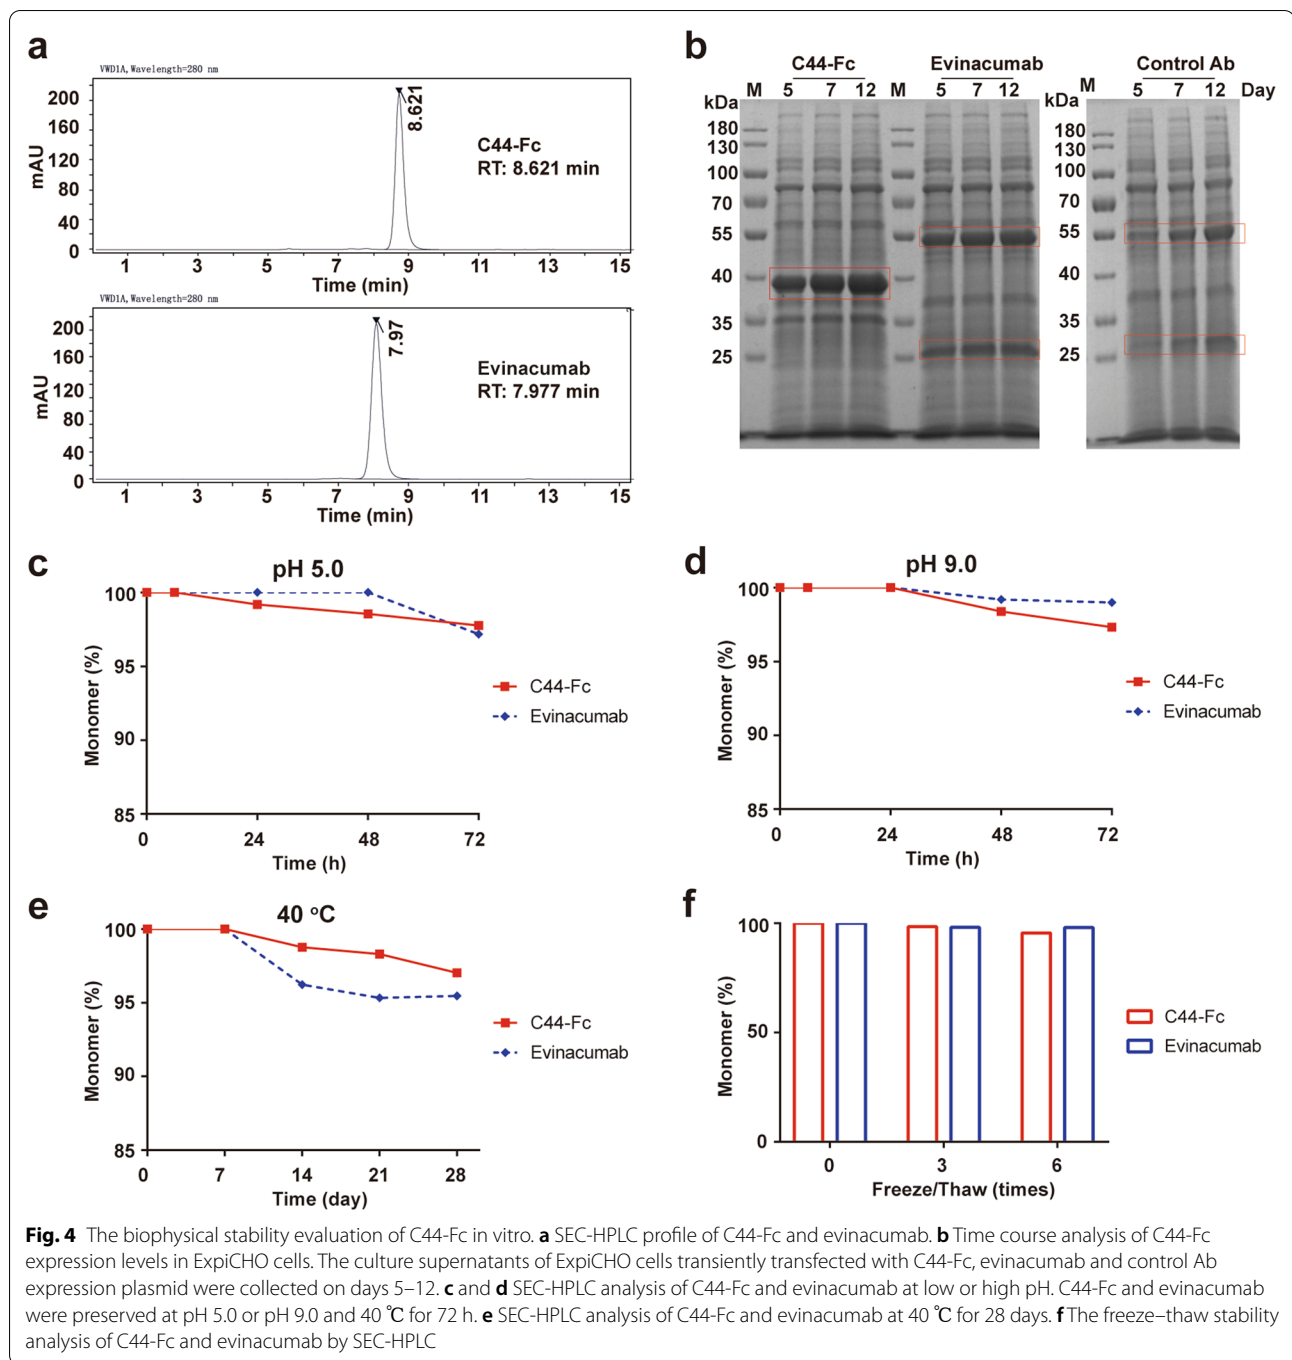 a
VWD1A,Wavelength=280 nm
200
160
120
80
40
0
mAU
8.621
C44-Fc
RT: 8.621 min
1 3 5 7 9 11 13 15
Time (min)
VWD1A,Wavelength=280 nm
200
160
120
80
40
0
mAU
7.97
Evinacumab
RT: 7.977 min
1 3 5 7 9 11 13 15
Time (min)
b
C44-Fc Evinacumab Control Ab
M 5 7 12 M 5 7 12 M 5 7 12 Day
kDa
180
130
100
70
55
40
35
25
kDa
180
130
100
70
55
40
35
25
c
pH 5.0
100
95
90
85
Monomer (%)
0 24 48 72
Time (h)
C44-Fc
Evinacumab
d
pH 9.0
100
95
90
85
Monomer (%)
0 24 48 72
Time (h)
C44-Fc
Evinacumab
e
40 °C
100
95
90
85
Monomer (%)
0 7 14 21 28
Time (day)
C44-Fc
Evinacumab
f
100
50
0
Monomer (%)
0 3 6
Freeze/Thaw (times)
C44-Fc
Evinacumab
Fig. 4 The biophysical stability evaluation of C44-Fc in vitro. a SEC-HPLC profile of C44-Fc and evinacumab. b Time course analysis of C44-Fc
expression levels in ExpiCHO cells. The culture supernatants of ExpiCHO cells transiently transfected with C44-Fc, evinacumab and control Ab
expression plasmid were collected on days 5–12. c and d SEC-HPLC analysis of C44-Fc and evinacumab at low or high pH. C44-Fc and evinacumab
were preserved at pH 5.0 or pH 9.0 and 40 ℃ for 72 h. e SEC-HPLC analysis of C44-Fc and evinacumab at 40 ℃ for 28 days. f The freeze–thaw stability
analysis of C44-Fc and evinacumab by SEC-HPLC